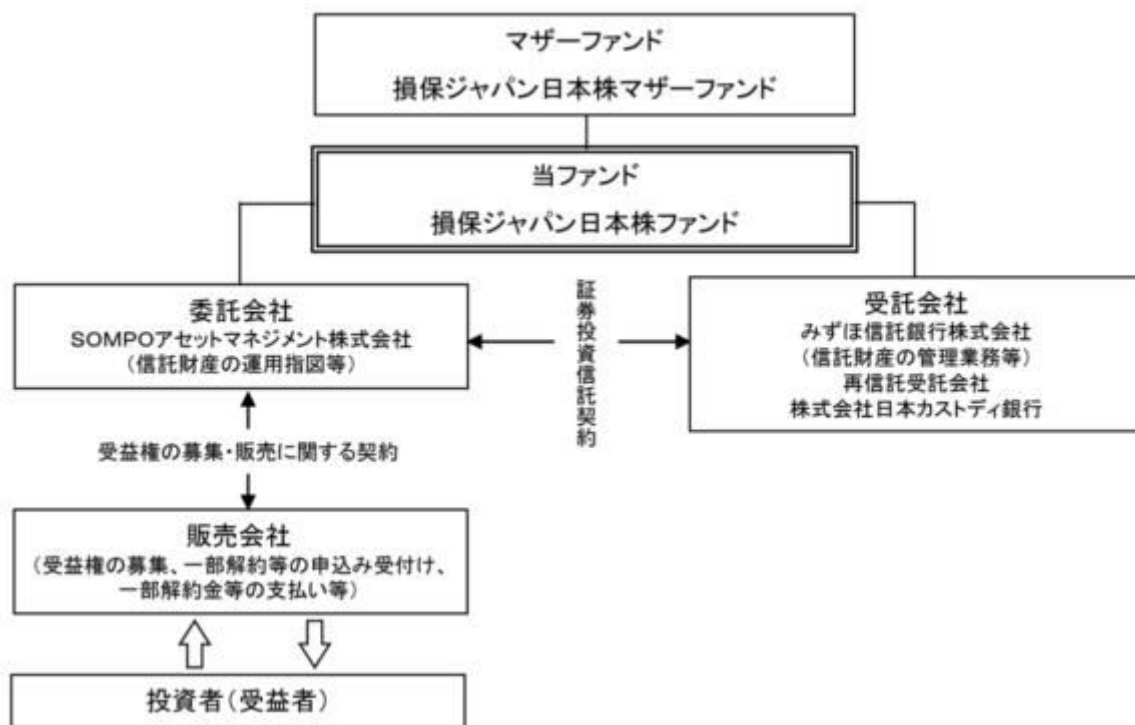 マザーファンド
損保ジャパン日本株マザーファンド
当ファンド
損保ジャパン日本株ファンド
委託会社
SOMPOアセットマネジメント株式会社
(信託財産の運用指図等)
証券投資信託契約
受託会社
みずほ信託銀行株式会社
(信託財産の管理業務等)
再信託受託会社
株式会社日本カストディ銀行
受益権の募集・販売に関する契約
販売会社
(受益権の募集、一部解約等の申込み受付け、
一部解約金等の支払い等)
投資者(受益者)